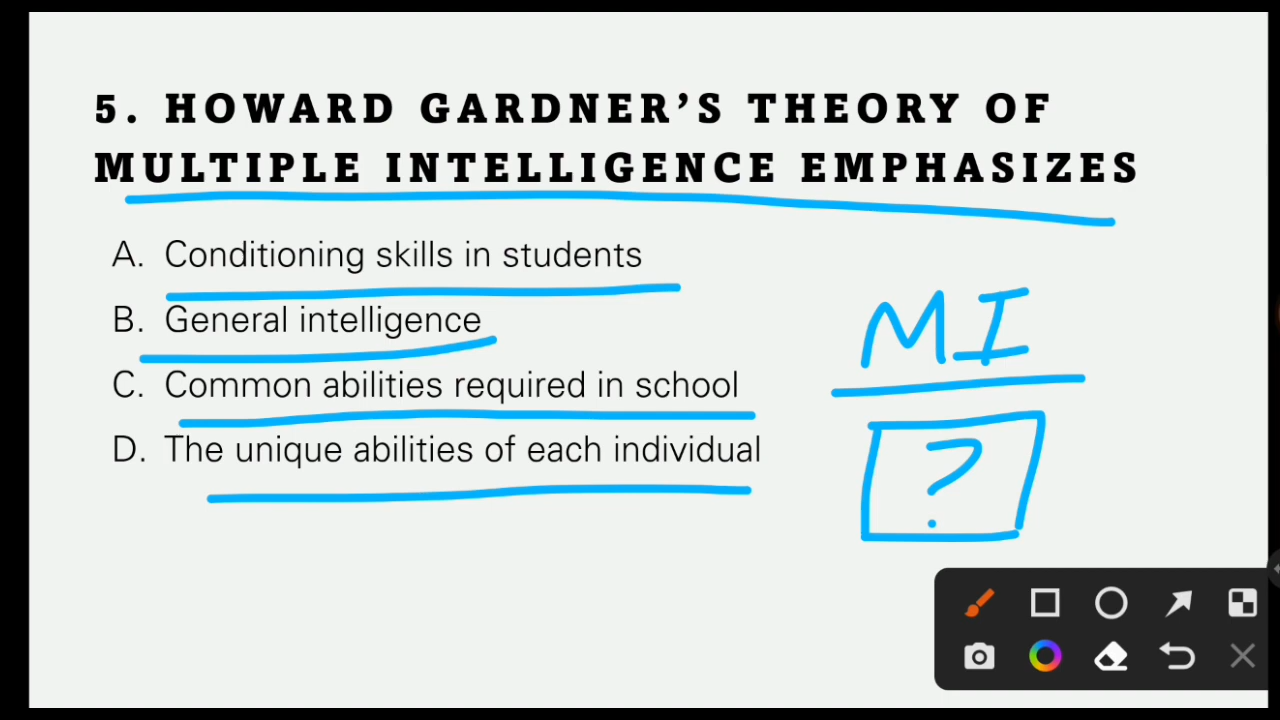 5. HOWARD GARDNER’S THEORY OF
MULTIPLE INTELLIGENCE EMPHASIZES
A. Conditioning skills in students
B. General intelligence
C. Common abilities required in school
D. The unique abilities of each individual
MI
?